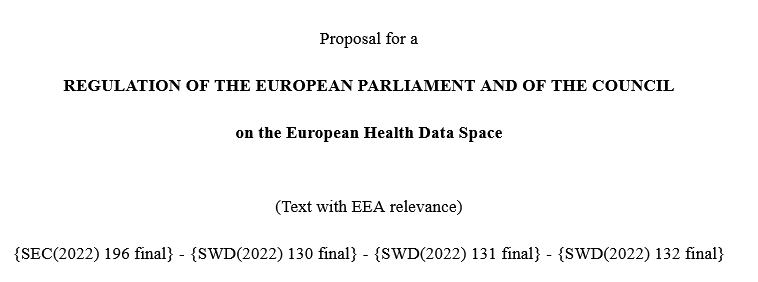 Proposal for a
REGULATION OF THE EUROPEAN PARLIAMENT AND OF THE COUNCIL
on the European Health Data Space
(Text with EEA relevance)
{SEC(2022) 196 final} - {SWD(2022) 130 final} - {SWD(2022) 131 final} - {SWD(2022) 132 final}